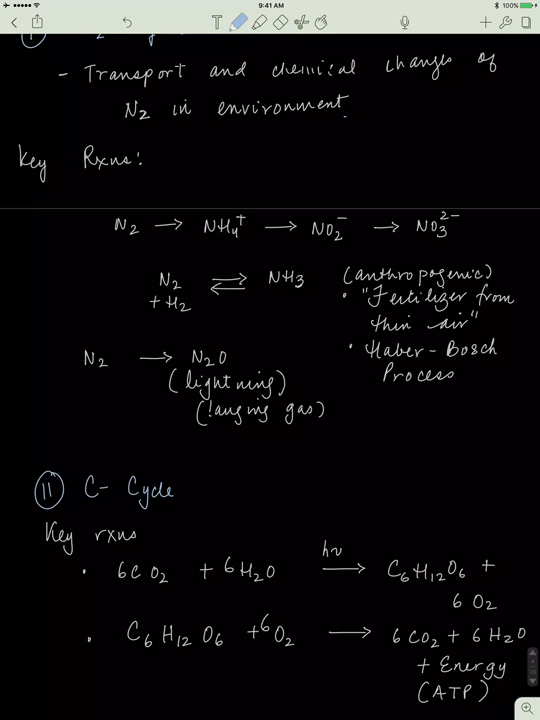 9:41 AM
100%
T
- Transport and chemical changes of
N2 in environment.
Key Rxns:
N2 → NH4+ → NO2- → NO3 2-
N2 + H2 ⇌ NH3 (anthropogenic)
• "Fertilizer from
thin air"
• Haber-Bosch
Process
N2 → N2O
(lightning)
(laughing gas)
II C- Cycle
Key rxns
hν
• 6CO2 + 6H2O → C6H12O6 +
6O2
• C6H12O6 + 6O2 → 6CO2 + 6H2O
+ Energy
(ATP)